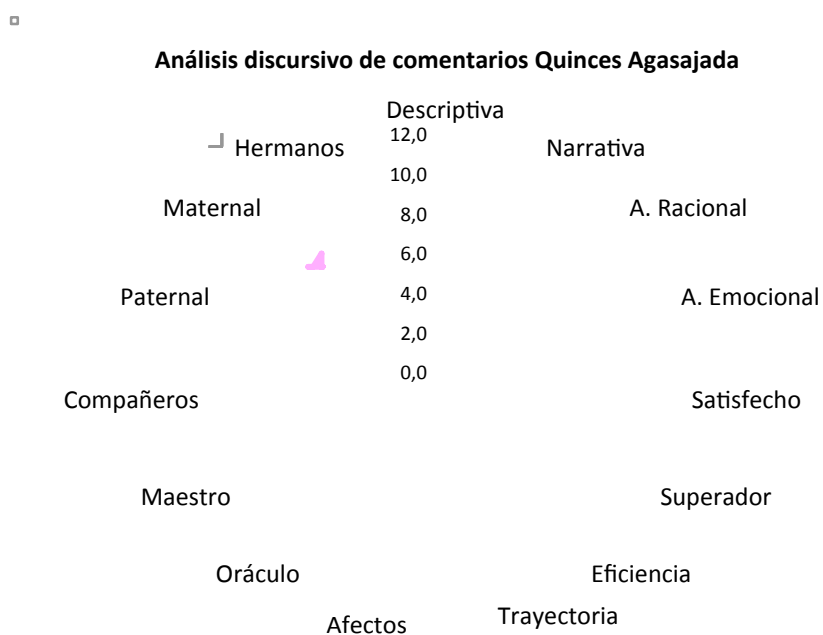 Análisis discursivo de comentarios Quinces Agasajada
Descriptiva
12,0
Hermanos
Narrativa
10,0
Maternal
8,0
A. Racional
6,0
Paternal
4,0
A. Emocional
2,0
0,0
Compañeros
Satisfecho
Maestro
Superador
Oráculo
Eficiencia
Afectos
Trayectoria